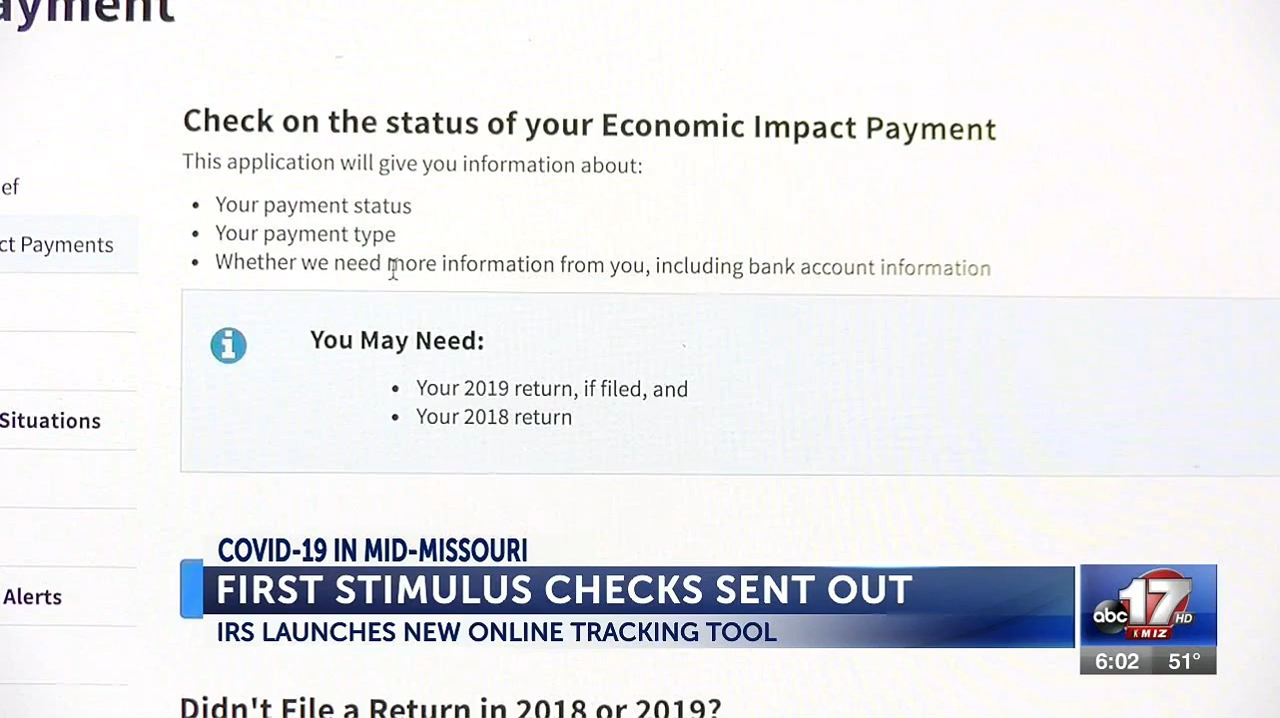 ayment
Check on the status of your Economic Impact Payment
This application will give you information about:
ef
• Your payment status
ct Payments
• Your payment type
• Whether we need more information from you, including bank account information
You May Need:
• Your 2019 return, if filed, and
Situations
• Your 2018 return
COVID-19 IN MID-MISSOURI
FIRST STIMULUS CHECKS SENT OUT
Alerts
IRS LAUNCHES NEW ONLINE TRACKING TOOL
abc 17 HD
KMIZ
6:02 51°
Didn't File a Return in 2018 or 2019?